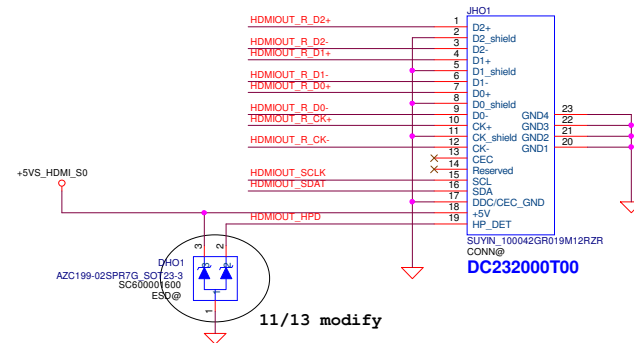 JHO1
HDMIOUT_R_D2+ 1 D2+
2 D2_shield
HDMIOUT_R_D2- 3 D2-
HDMIOUT_R_D1+ 4 D1+
5 D1_shield
HDMIOUT_R_D1- 6 D1-
HDMIOUT_R_D0+ 7 D0+
8 D0_shield
HDMIOUT_R_D0- 9 D0- GND4 23
HDMIOUT_R_CK+ 10 CK+ GND3 22
11 CK_shield GND2 21
HDMIOUT_R_CK- 12 CK- GND1 20
13 CEC
14 Reserved
HDMIOUT_SCLK 15 SCL
HDMIOUT_SDAT 16 SDA
17 DDC/CEC_GND
+5VS_HDMI_S0
18 +5V
HDMIOUT_HPD 19 HP_DET
SUYIN_100042GR019M12RZR
CONN@
DC232000T00
3 2
DHO1
AZC199-02SPR7G_SOT23-3
SC600001600
ESD@
1 1
11/13 modify